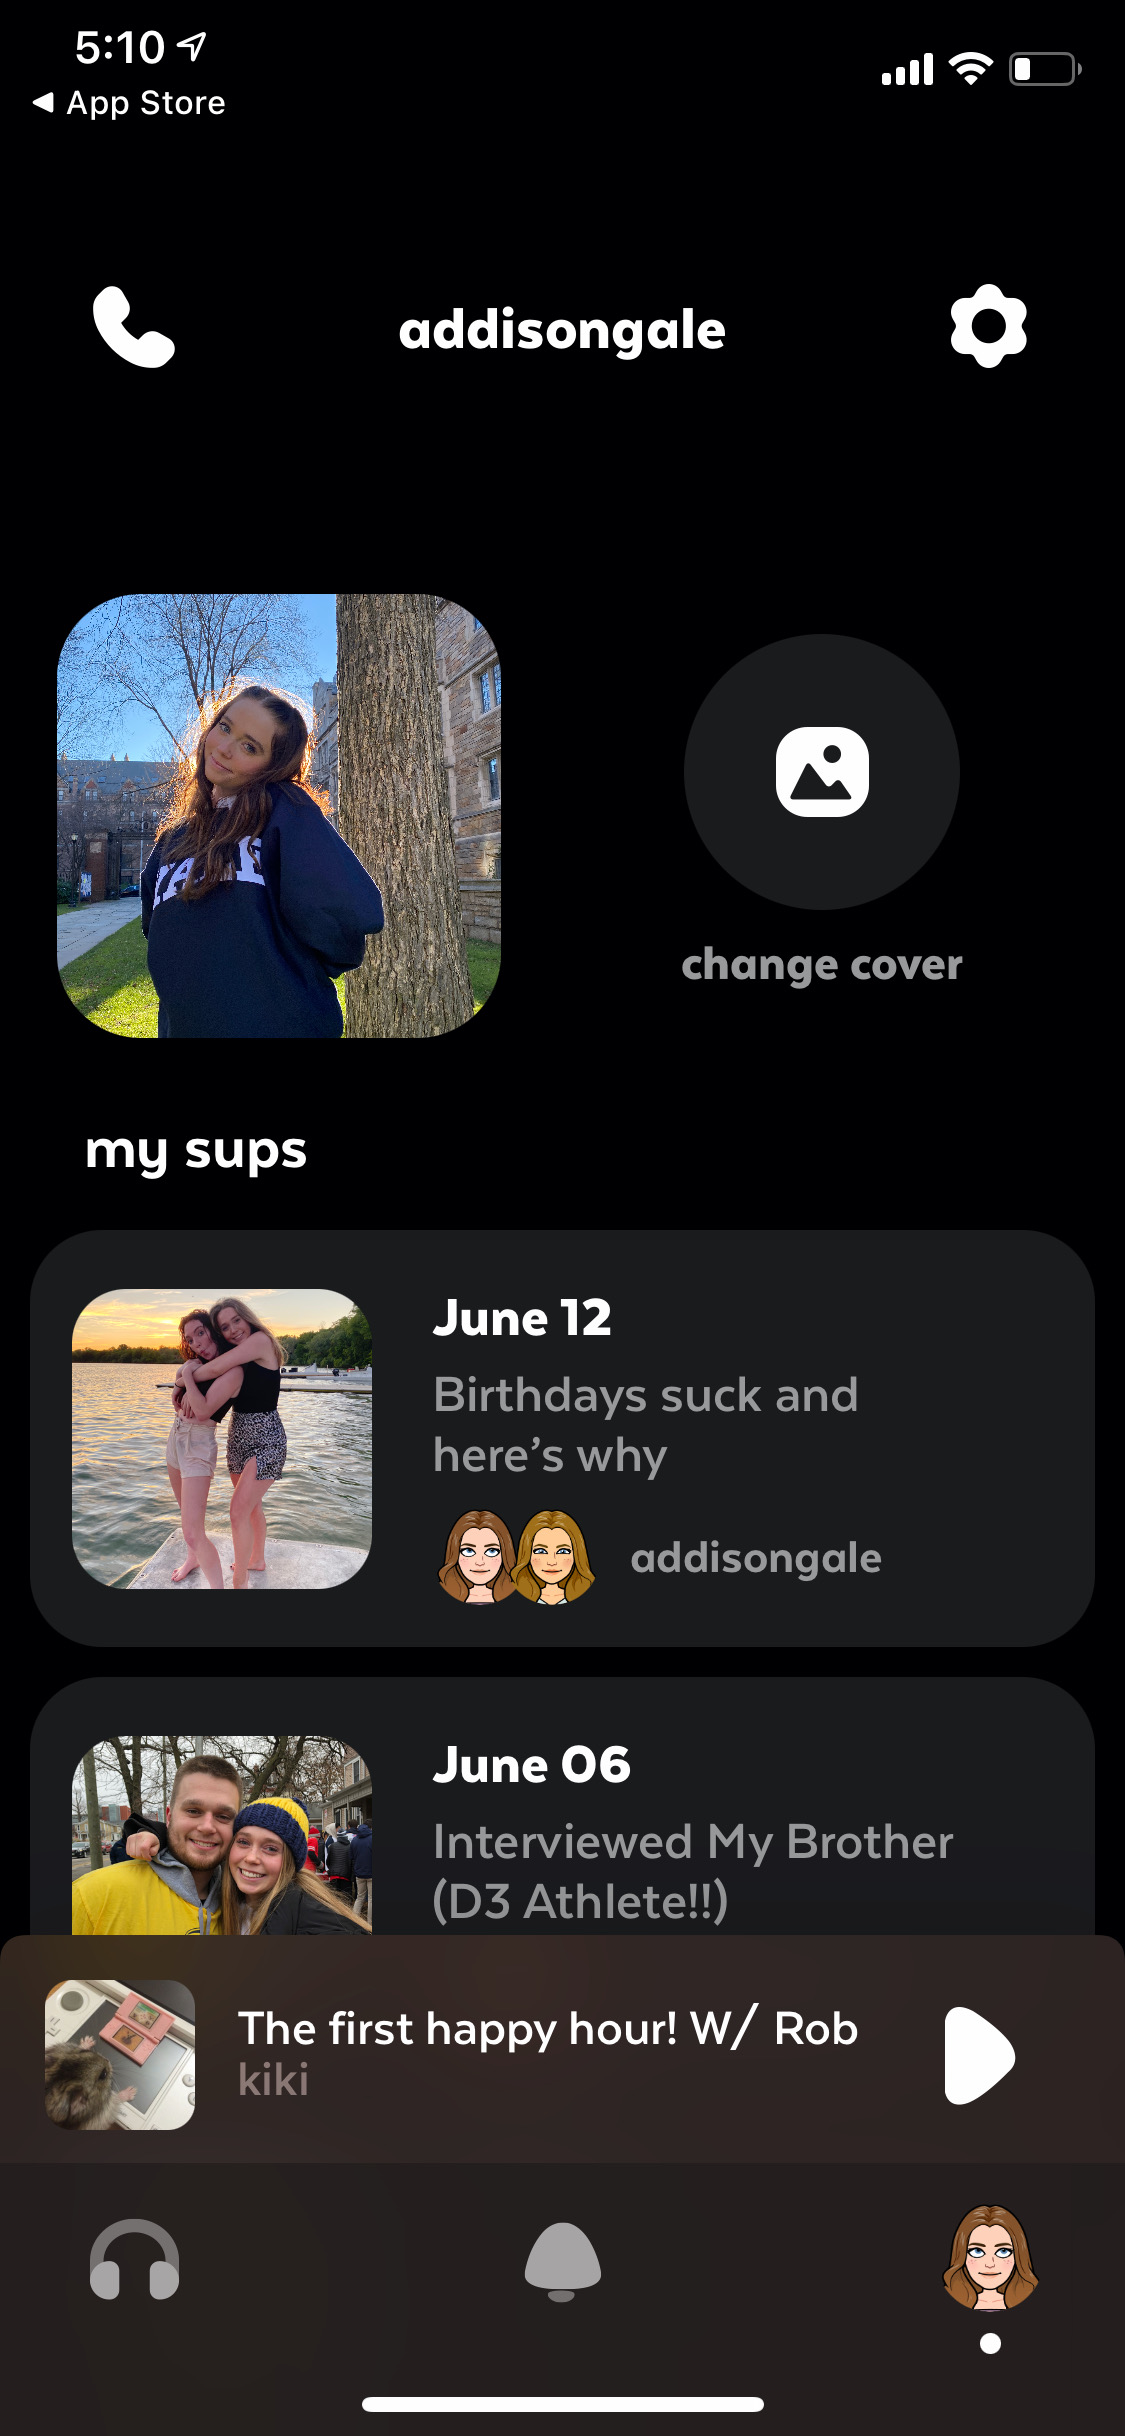 5:10
◀ App Store
addisongale
YALE
change cover
my sups
June 12
Birthdays suck and
here’s why
addisongale
June 06
Interviewed My Brother
(D3 Athlete!!)
The first happy hour! W/ Rob
kiki